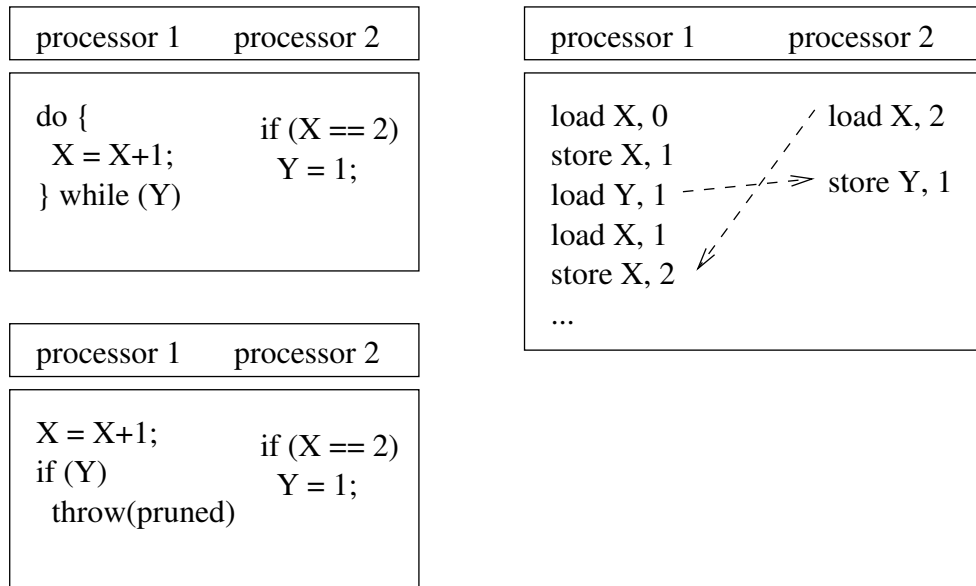 processor 1 processor 2
do {
X = X+1;
} while (Y)
if (X == 2)
Y = 1;
processor 1 processor 2
load X, 0
store X, 1
load Y, 1
load X, 1
store X, 2
...
load X, 2
store Y, 1
processor 1 processor 2
X = X+1;
if (Y)
throw(pruned)
if (X == 2)
Y = 1;